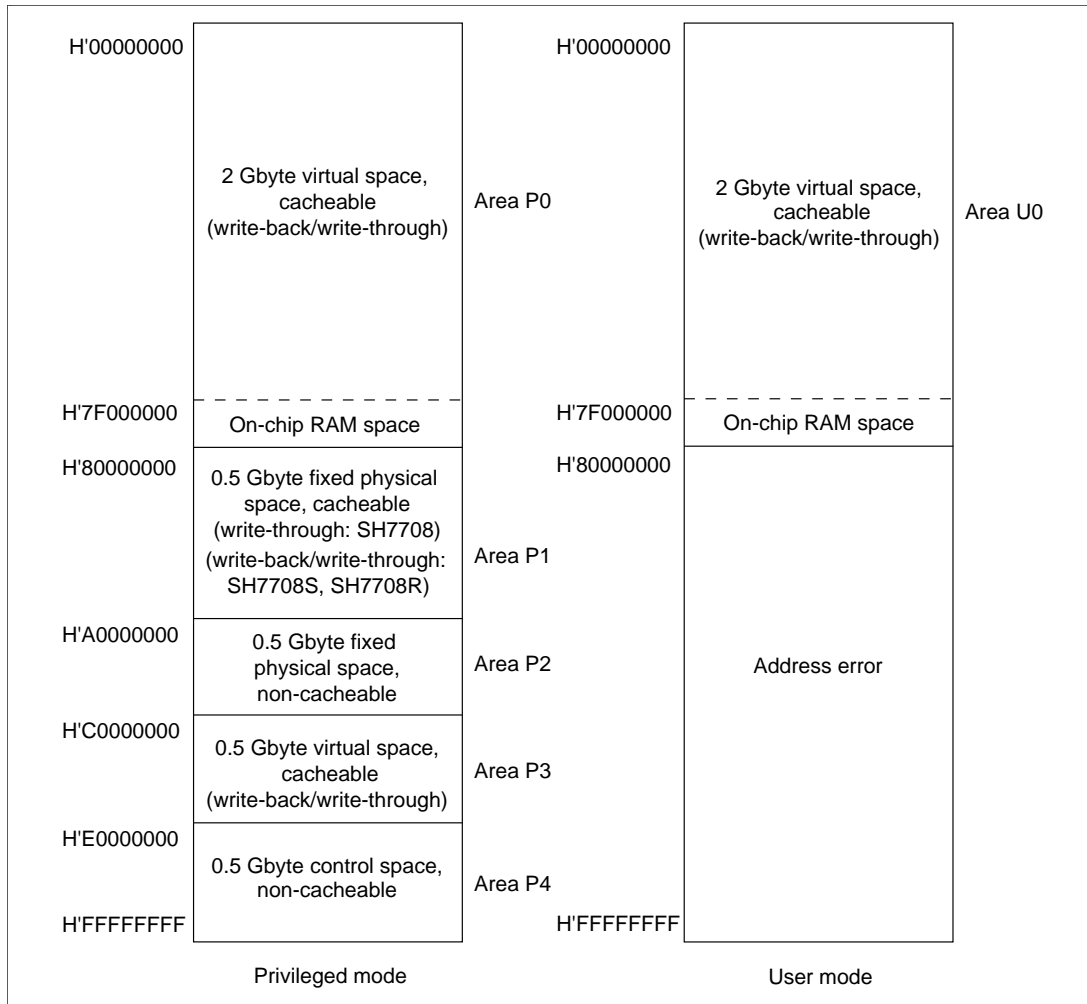 H'00000000
2 Gbyte virtual space,
cacheable
(write-back/write-through)
Area P0
H'7F000000
On-chip RAM space
H'80000000
0.5 Gbyte fixed physical
space, cacheable
(write-through: SH7708)
(write-back/write-through:
SH7708S, SH7708R)
Area P1
H'A0000000
0.5 Gbyte fixed
physical space,
non-cacheable
Area P2
H'C0000000
0.5 Gbyte virtual space,
cacheable
(write-back/write-through)
Area P3
H'E0000000
0.5 Gbyte control space,
non-cacheable
Area P4
H'FFFFFFFF
Privileged mode
H'00000000
2 Gbyte virtual space,
cacheable
(write-back/write-through)
Area U0
H'7F000000
On-chip RAM space
H'80000000
Address error
H'FFFFFFFF
User mode